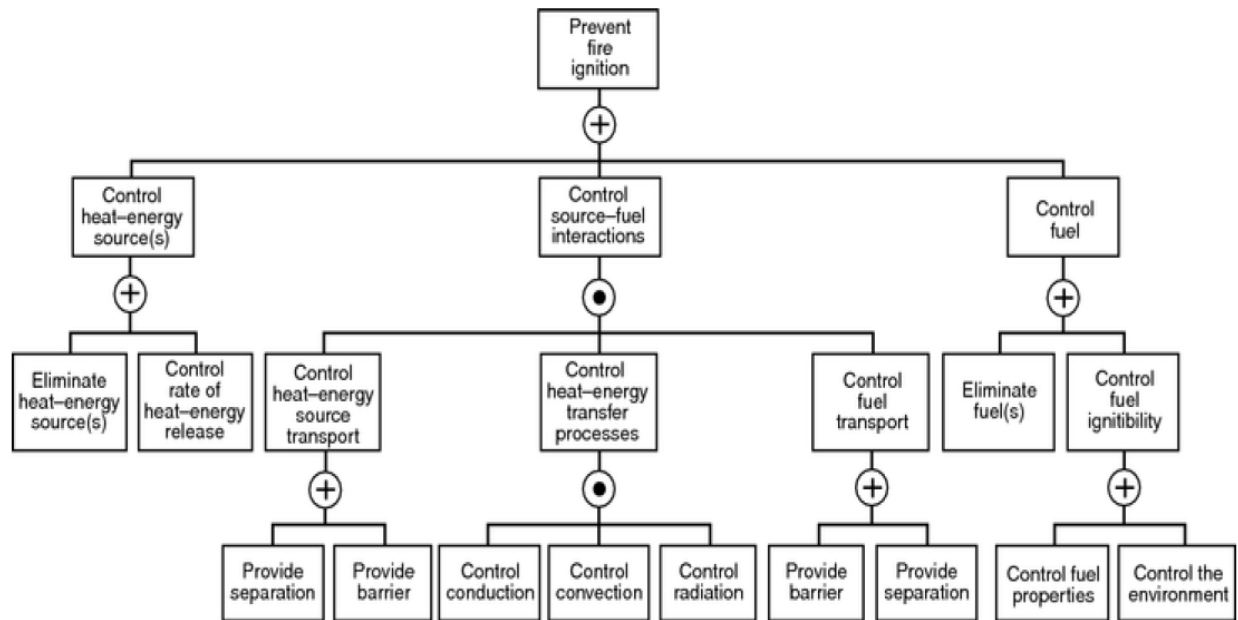 Prevent
fire
ignition
Control
heat–energy
source(s)
Control
source–fuel
interactions
Control
fuel
Eliminate
heat–energy
source(s)
Control
rate of
heat–energy
release
Control
heat–energy
source
transport
Control
heat–energy
transfer
processes
Control
fuel
transport
Eliminate
fuel(s)
Control
fuel
ignitibility
Provide
separation
Provide
barrier
Control
conduction
Control
convection
Control
radiation
Provide
barrier
Provide
separation
Control fuel
properties
Control the
environment